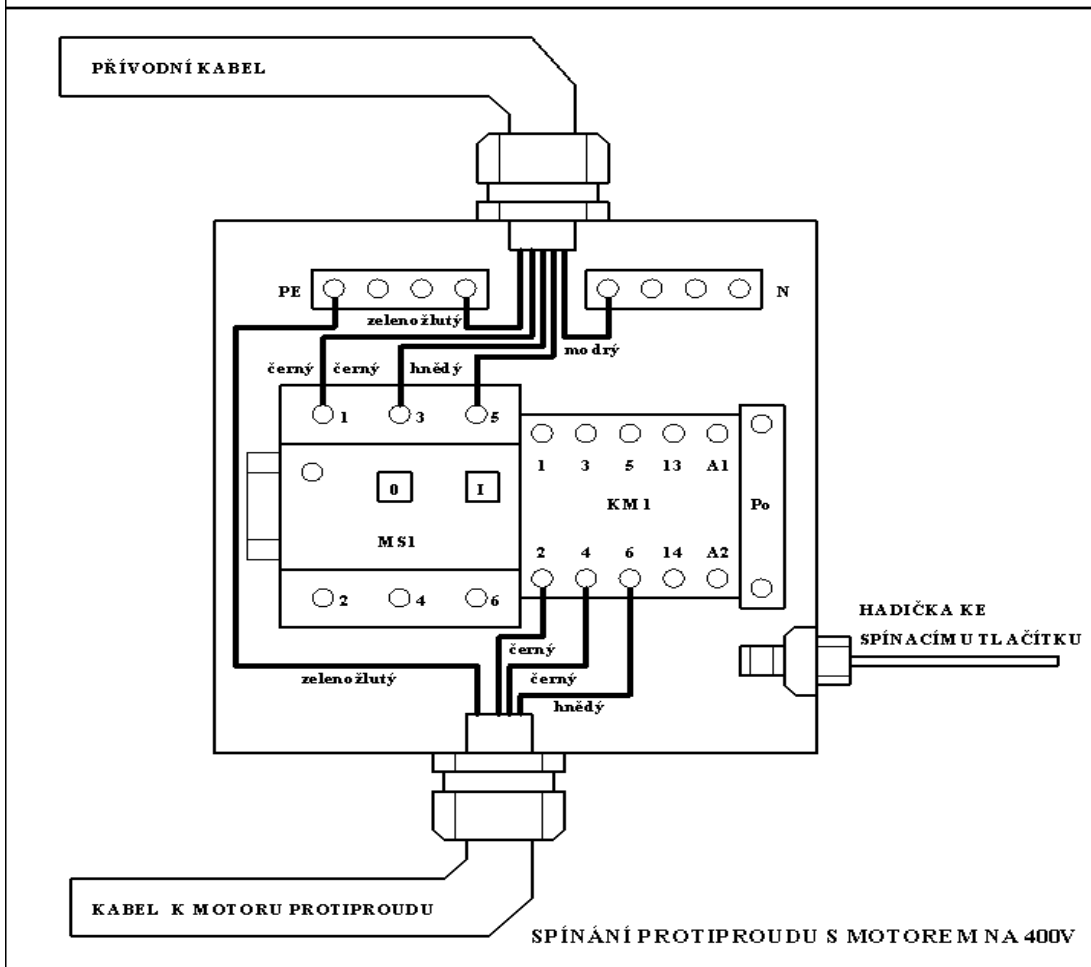 PŘÍVODNÍ KABEL
PE
N
zelenožlutý
modrý
černý černý hnědý
1 3 5
1 3 5 13 A1
0 I
KM1
Po
MS1
2 4 6 14 A2
2 4 6
HADIČKA KE
SPÍNACÍMU TLAČÍTKU
černý
zelenožlutý
černý
hnědý
KABEL K MOTORU PROTIPROUDU
SPÍNÁNÍ PROTIPROUDU S MOTOREM NA 400V